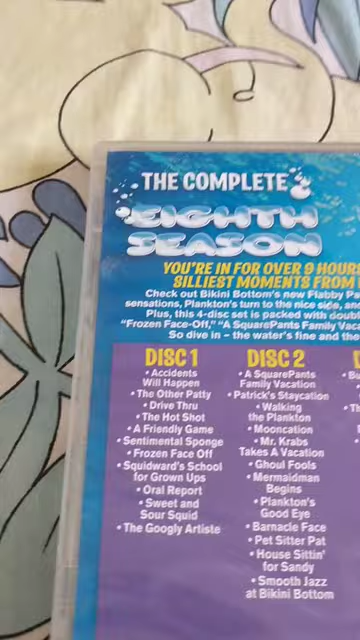 THE COMPLETE
EIGHTH
SEASON
YOU'RE IN FOR OVER 9 HOURS
SILLIEST MOMENTS FROM
Check out Bikini Bottom's new Flabby
sensations, Plankton's turn to the nice side, and
Plus, this 4-disc set is packed with
"Frozen Face-Off," "A SquarePants Family
So dive in – the water's fine and the
DISC 1
• Accidents
Will Happen
• The Other Patty
• Drive Thru
• The Hot Shot
• A Friendly Game
• Sentimental Sponge
• Frozen Face Off
• Squidward's School
for Grown Ups
• Oral Report
• Sweet and
Sour Squid
• The Googly Artiste
DISC 2
• A SquarePants
Family Vacation
• Patrick's Staycation
• Walking
the Plankton
• Mooncation
• Mr. Krabs
Takes A Vacation
• Ghoul Fools
• Mermaidman
Begins
• Plankton's
Good Eye
• Barnacle Face
• Pet Sitter Pat
• House Sittin'
for Sandy
• Smooth Jazz
at Bikini Bottom